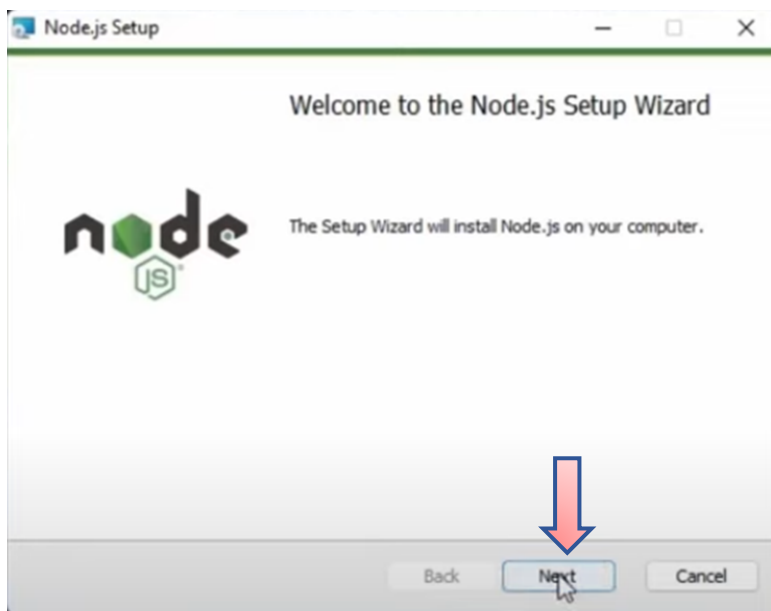 Node.js Setup
Welcome to the Node.js Setup Wizard
node
JS
The Setup Wizard will install Node.js on your computer.
Back
Next
Cancel